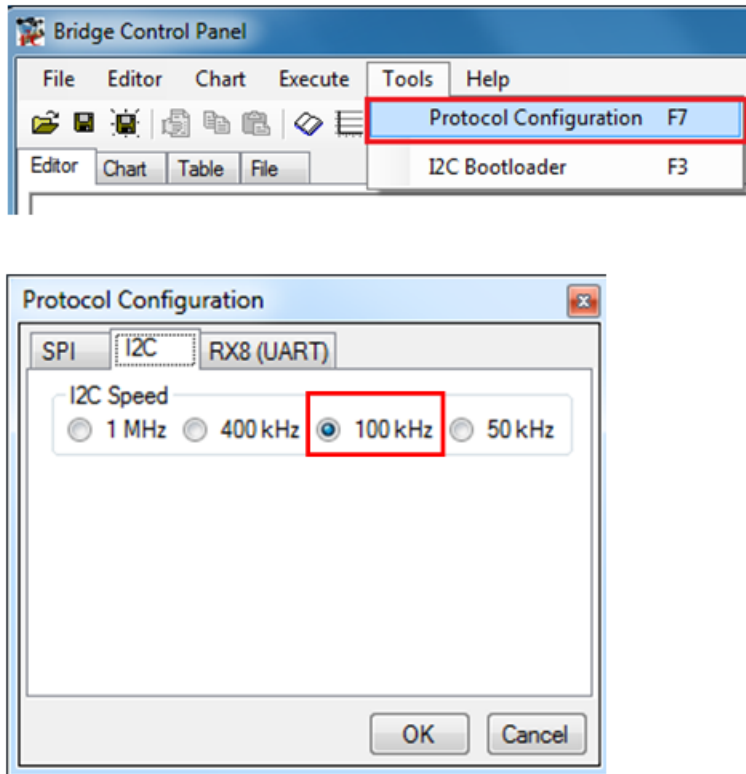 Bridge Control Panel
File Editor Chart Execute Tools Help
Protocol Configuration F7
Editor Chart Table File
I2C Bootloader F3
Protocol Configuration
SPI I2C RX8 (UART)
I2C Speed
1 MHz 400 kHz 100 kHz 50 kHz
OK Cancel